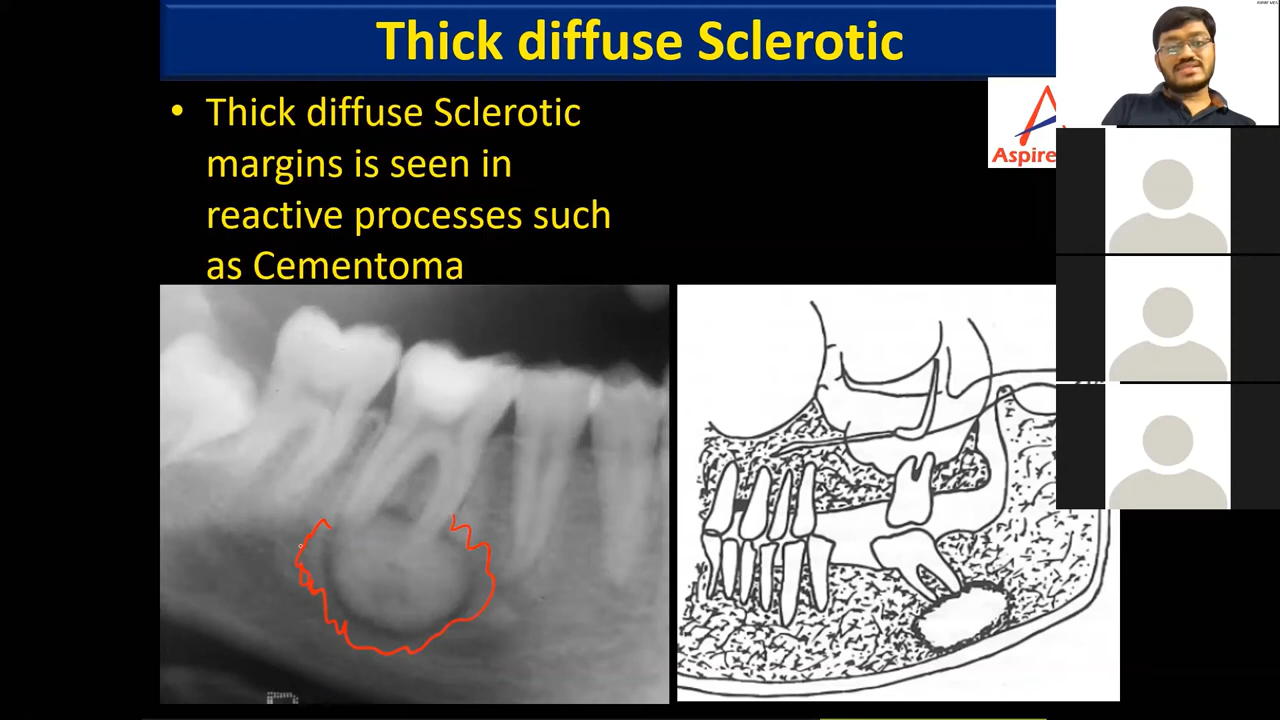 Thick diffuse Sclerotic
• Thick diffuse Sclerotic
margins is seen in
reactive processes such
as Cementoma
Aspire